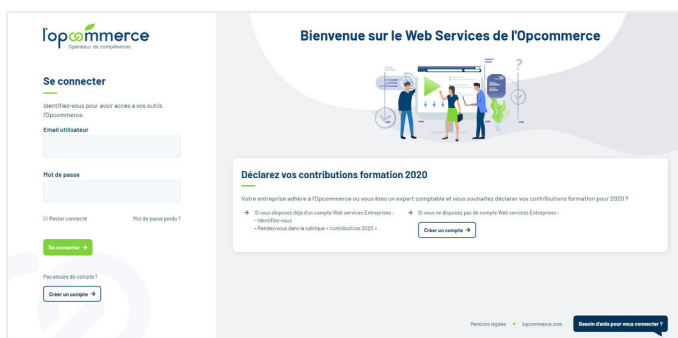 l'opcommerce
Opérateur de compétences
Se connecter
Identifiez-vous pour avoir accès à vos outils
l'Opcommerce.
Email utilisateur
Mot de passe
Rester connecté
Mot de passe perdu ?
Se connecter →
Pas encore de compte ?
Créer un compte →
Bienvenue sur le Web Services de l'Opcommerce
?
Déclarez vos contributions formation 2020
Votre entreprise adhère à l'Opcommerce ou vous êtes un expert comptable et vous souhaitez déclarer vos contributions formation pour 2020 ?
→ Si vous disposez déjà d'un compte Web services Entreprises :
- Identifiez-vous
- Rendez-vous dans la rubrique « contributions 2020 »
→ Si vous ne disposez pas de compte Web services Entreprises :
Créer un compte →
Mentions légales • lopcommerce.com
Besoin d'aide pour vous connecter ?